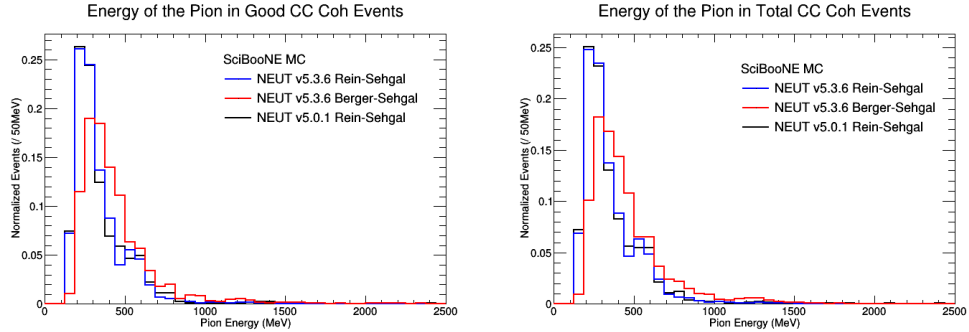 Energy of the Pion in Good CC Coh Events
Normalized Events (/ 50MeV)
0.25
0.2
0.15
0.1
0.05
0
SciBooNE MC
NEUT v5.3.6 Rein-Sehgal
NEUT v5.3.6 Berger-Sehgal
NEUT v5.0.1 Rein-Sehgal
0 500 1000 1500 2000 2500
Pion Energy (MeV)
Energy of the Pion in Total CC Coh Events
Normalized Events (/ 50MeV)
0.25
0.2
0.15
0.1
0.05
0
SciBooNE MC
NEUT v5.3.6 Rein-Sehgal
NEUT v5.3.6 Berger-Sehgal
NEUT v5.0.1 Rein-Sehgal
0 500 1000 1500 2000 2500
Pion Energy (MeV)